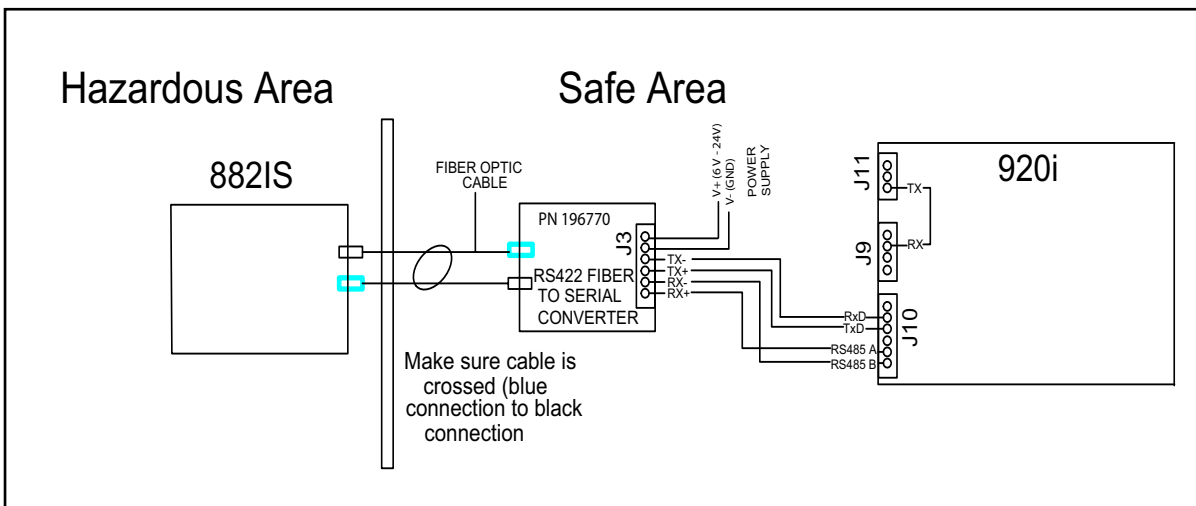 Hazardous Area
Safe Area
882IS
FIBER OPTIC
CABLE
PN 196770
J3
RS422 FIBER
TO SERIAL
CONVERTER
V+ (6 V - 24V)
V- (GND)
POWER
SUPPLY
TX-
TX+
RX-
RX+
920i
J11
TX
J9
RX
J10
RxD
TxD
RS485 A
RS485 B
Make sure cable is
crossed (blue
connection to black
connection